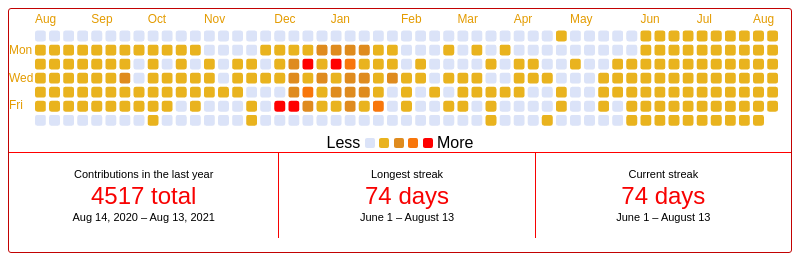 Aug Sep Oct Nov Dec Jan Feb Mar Apr May Jun Jul Aug
Mon
Wed
Fri
Less More
Contributions in the last year
4517 total
Aug 14, 2020 – Aug 13, 2021
Longest streak
74 days
June 1 – August 13
Current streak
74 days
June 1 – August 13